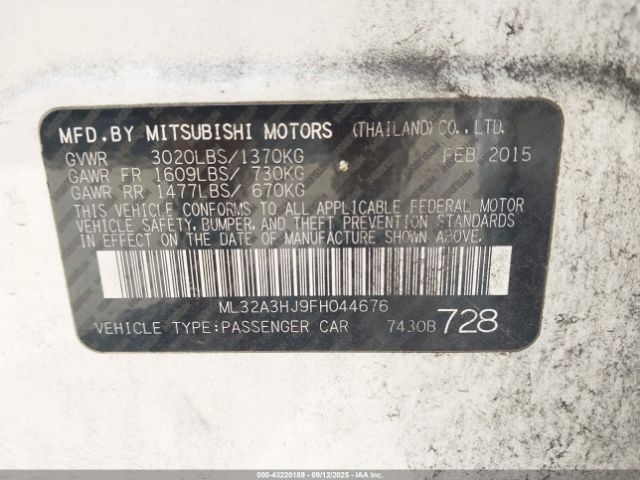 MFD.BY MITSUBISHI MOTORS (THAILAND)CO.,LTD.
GVWR 3020LBS/1370KG FEB 2015
GAWR FR 1609LBS/ 730KG
GAWR RR 1477LBS/ 670KG
THIS VEHICLE CONFORMS TO ALL APPLICABLE FEDERAL MOTOR
VEHICLE SAFETY, BUMPER, AND THEFT PREVENTION STANDARDS
IN EFFECT ON THE DATE OF MANUFACTURE SHOWN ABOVE.
ML32A3HJ9FH044676
VEHICLE TYPE:PASSENGER CAR 7430B 728
000-43220189 - 09/12/2025 - IAAI.COM